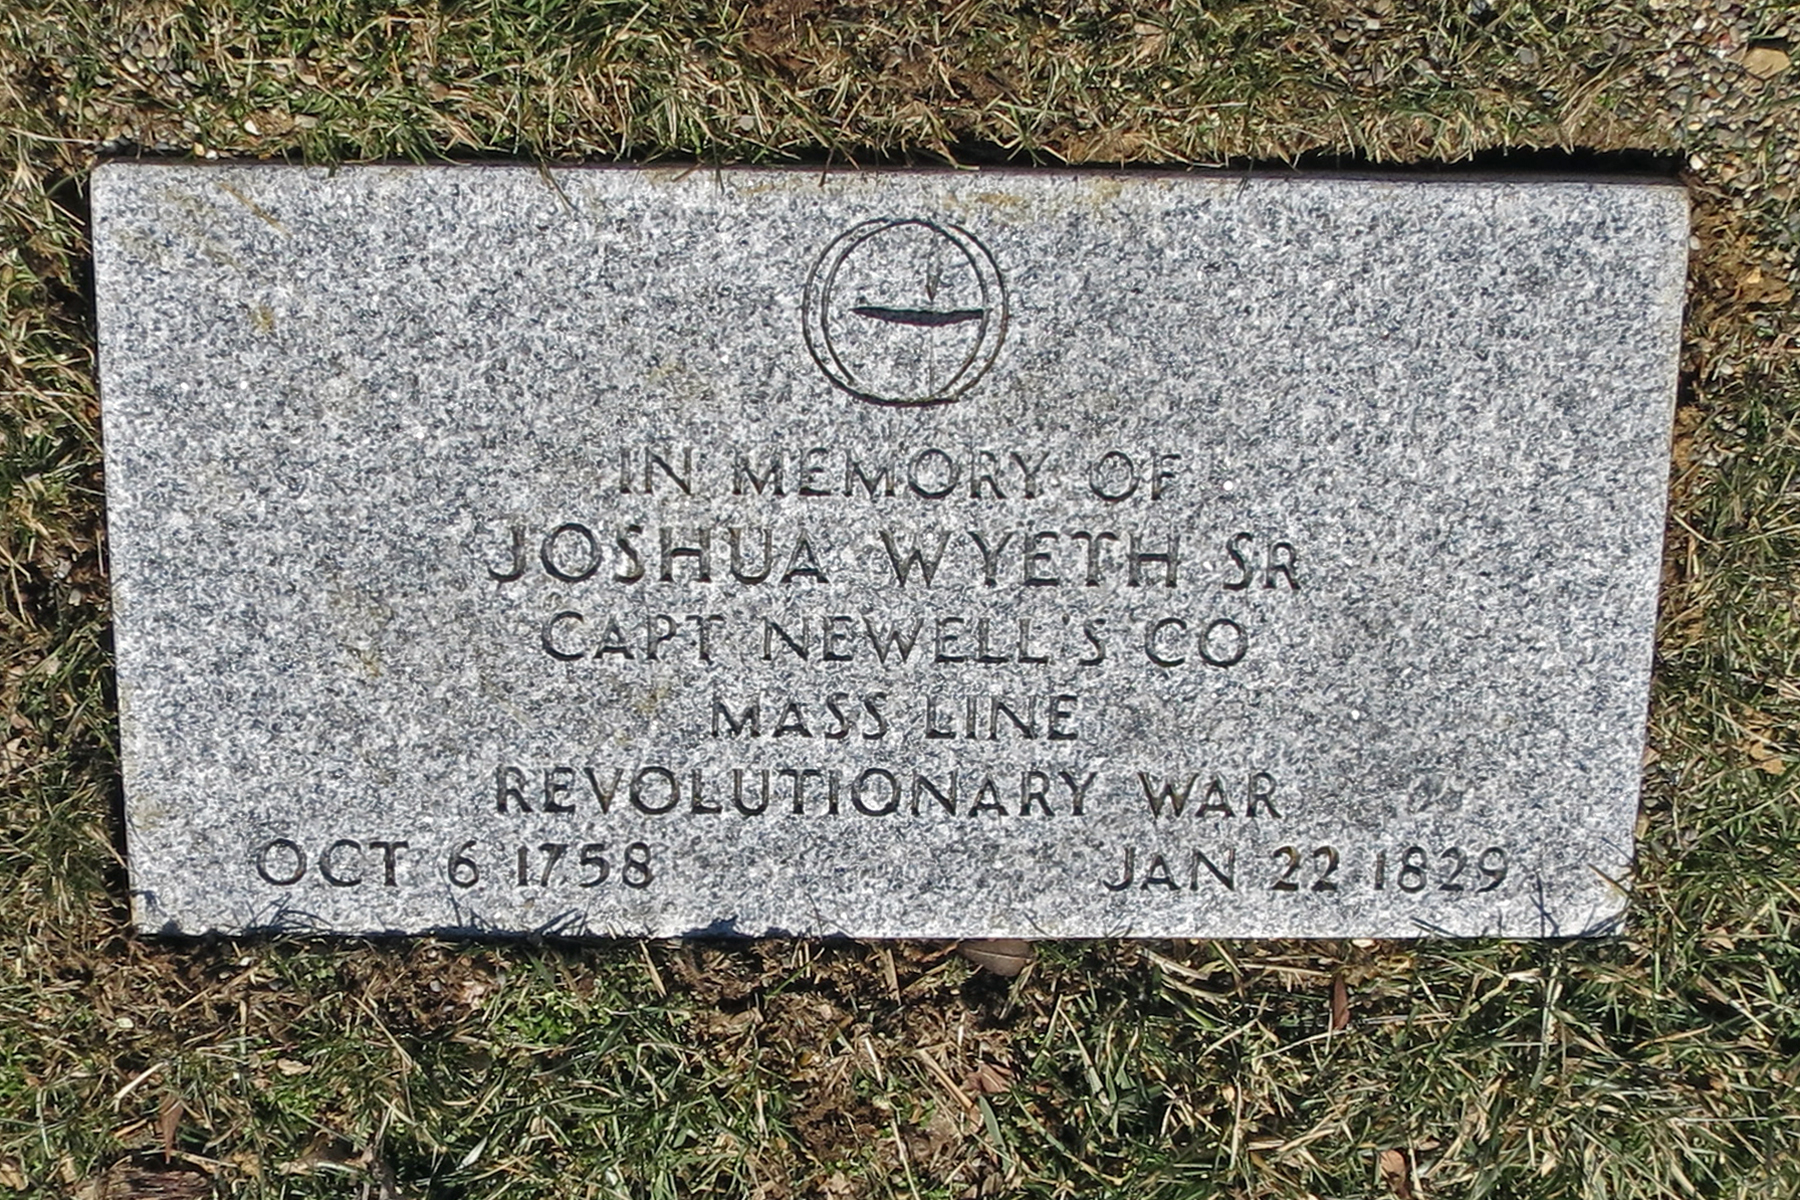 IN MEMORY OF
JOSHUA WYETH SR
CAPT NEWELL'S CO
MASS LINE
REVOLUTIONARY WAR
OCT 6 1758 JAN 22 1829